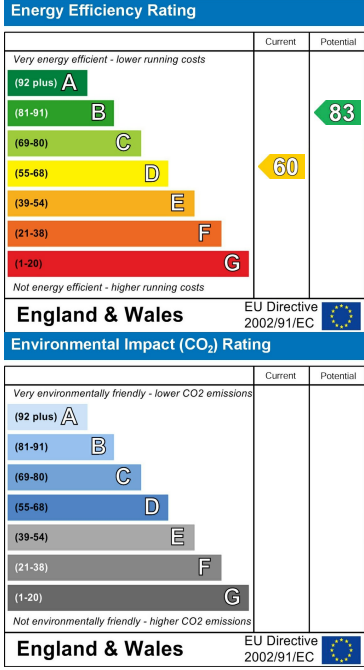 Energy Efficiency Rating
Current Potential
Very energy efficient - lower running costs
(92 plus) A
(81-91) B 83
(69-80) C
(55-68) D 60
(39-54) E
(21-38) F
(1-20) G
Not energy efficient - higher running costs
England & Wales
EU Directive
2002/91/EC
Environmental Impact (CO₂) Rating
Current Potential
Very environmentally friendly - lower CO2 emissions
(92 plus) A
(81-91) B
(69-80) C
(55-68) D
(39-54) E
(21-38) F
(1-20) G
Not environmentally friendly - higher CO2 emissions
England & Wales
EU Directive
2002/91/EC